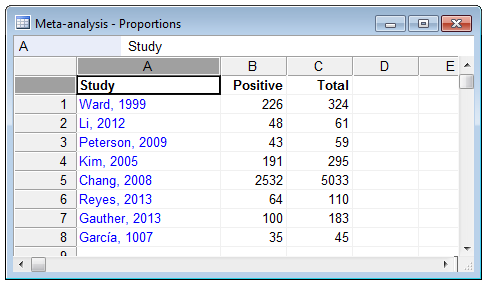 Meta-analysis - Proportions
A Study
A B C D E
Study Positive Total
1 Ward, 1999 226 324
2 Li, 2012 48 61
3 Peterson, 2009 43 59
4 Kim, 2005 191 295
5 Chang, 2008 2532 5033
6 Reyes, 2013 64 110
7 Gauther, 2013 100 183
8 García, 1007 35 45
9